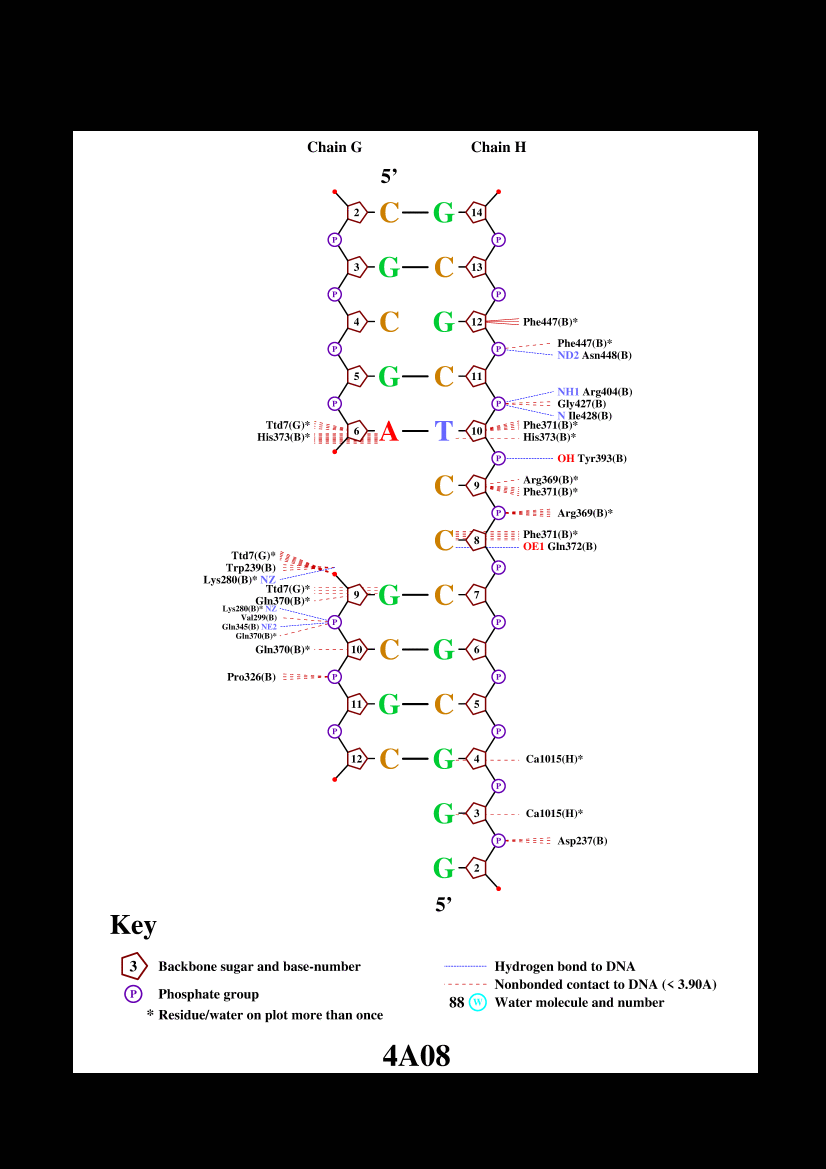 Chain G Chain H
5’
2 C G 14
P P
3 G C 13
P P
4 C G 12 Phe447(B)*
P P Phe447(B)*
ND2 Asn448(B)
5 G C 11
NH1 Arg404(B)
P P Gly427(B)
N Ile428(B)
Ttd7(G)* 6 A T 10 Phe371(B)*
His373(B)* His373(B)*
P OH Tyr393(B)
C 9 Arg369(B)*
Phe371(B)*
P Arg369(B)*
C 8 Phe371(B)*
OE1 Gln372(B)
Ttd7(G)*
Trp239(B) P
Lys280(B)* NZ
Ttd7(G)* 9 G C 7
Gln370(B)*
Lys280(B)* NZ
Val299(B) P P
Gln345(B) NE2
Gln370(B)*
Gln370(B)* 10 C G 6
Pro326(B) P P
11 G C 5
P P
12 C G 4 Ca1015(H)*
P
G 3 Ca1015(H)*
P Asp237(B)
G 2
5’
Key
3 Backbone sugar and base-number
P Phosphate group
* Residue/water on plot more than once
Hydrogen bond to DNA
Nonbonded contact to DNA (< 3.90A)
88 W Water molecule and number
4A08